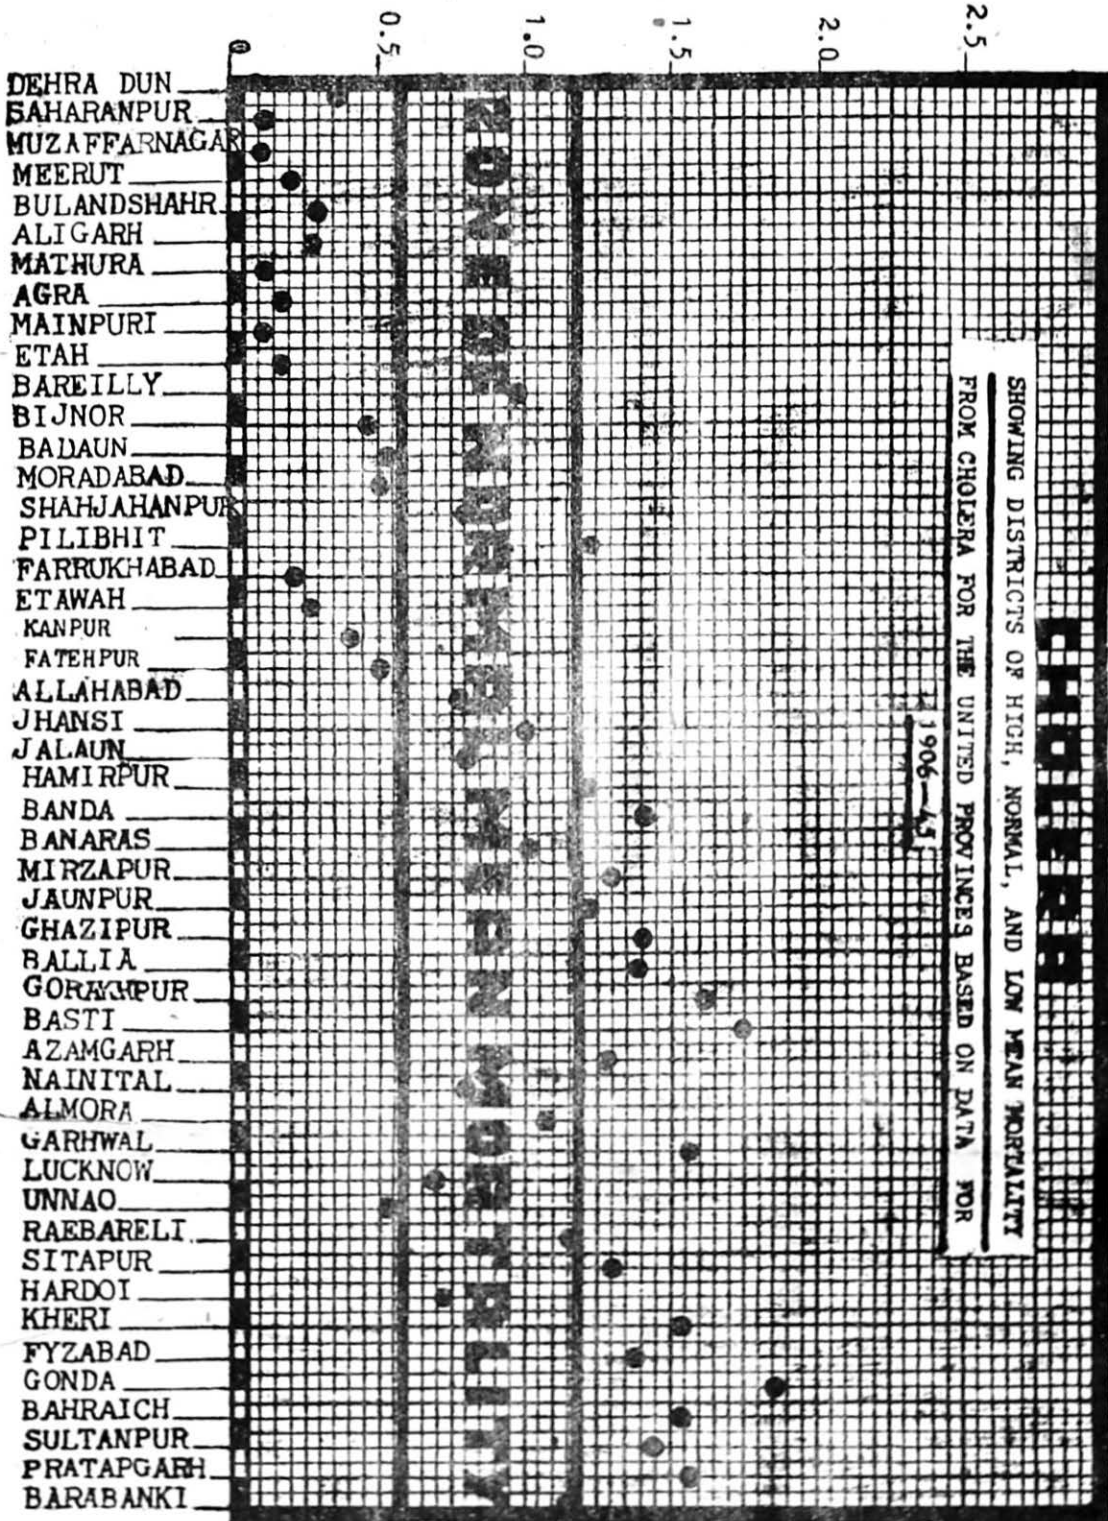 CHOLERA
SHOWING DISTRICTS OF HIGH, NORMAL, AND LOW MEAN MORTALITY
FROM CHOLERA FOR THE UNITED PROVINCES BASED ON DATA FOR
1906-45
0 0.5 1.0 1.5 2.0 2.5
ZONE OF NORMAL MEAN MORTALITY
DEHRA DUN
SAHARANPUR
MUZAFFARNAGAR
MEERUT
BULANDSHAHR
ALIGARH
MATHURA
AGRA
MAINPURI
ETAH
BAREILLY
BIJNOR
BADAUN
MORADABAD
SHAHJAHANPUR
PILIBHIT
FARRUKHABAD
ETAWAH
KANPUR
FATEHPUR
ALLAHABAD
JHANSI
JALAUN
HAMIRPUR
BANDA
BANARAS
MIRZAPUR
JAUNPUR
GHAZIPUR
BALLIA
GORAKHPUR
BASTI
AZAMGARH
NAINITAL
ALMORA
GARHWAL
LUCKNOW
UNNAO
RAEBARELI
SITAPUR
HARDOI
KHERI
FYZABAD
GONDA
BAHRAICH
SULTANPUR
PRATAPGARH
BARABANKI